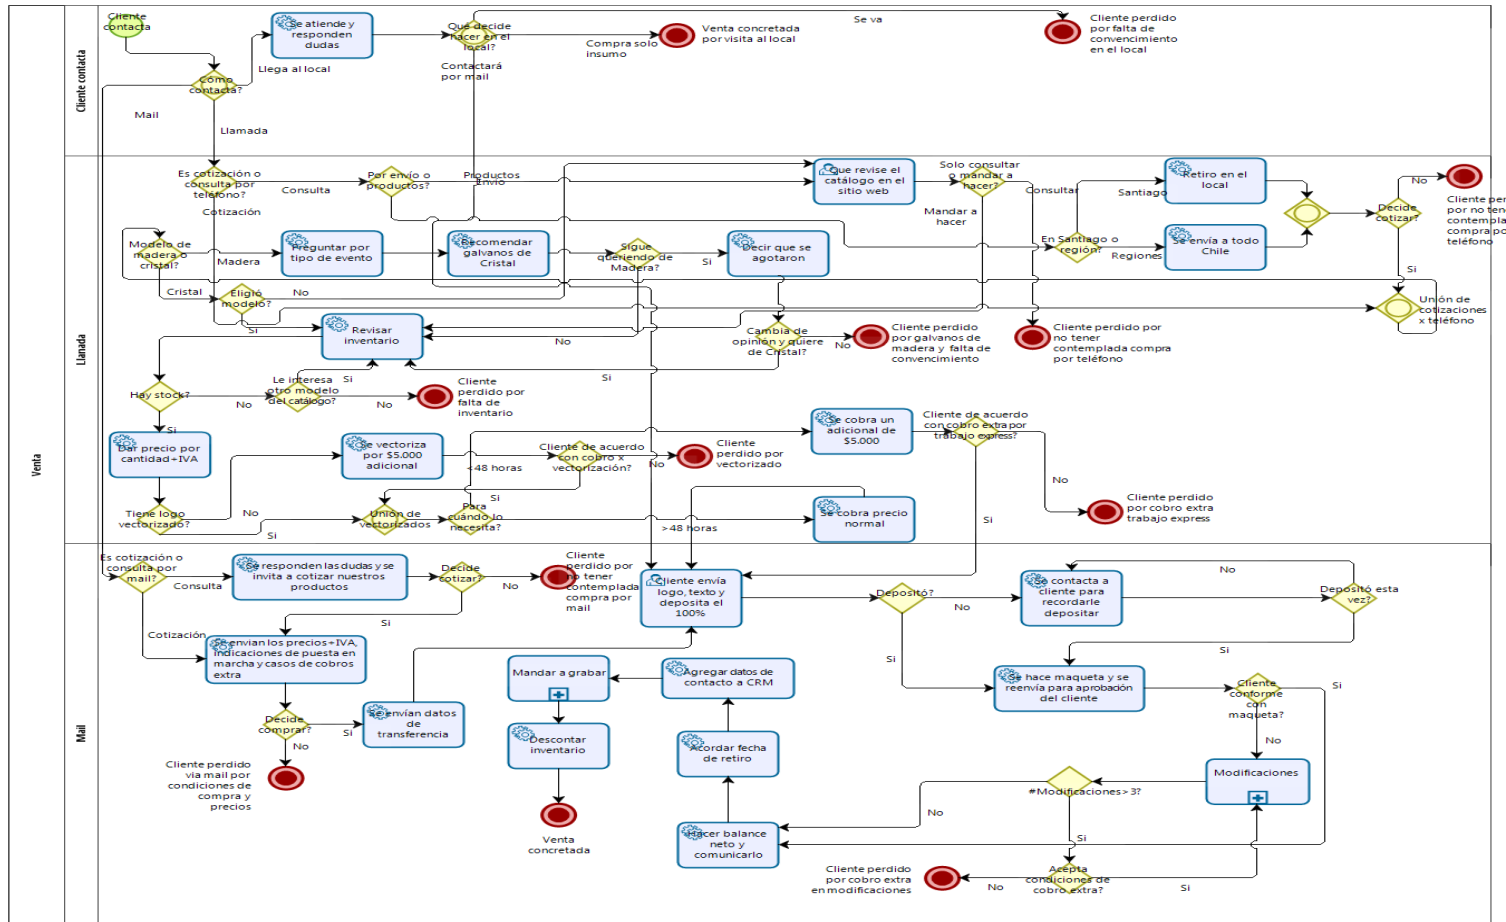 Venta
Cliente contacta
Cliente
contacta
Se atiende y
responden
dudas
Qué decide
hacer en el
local?
Se va
Compra solo
insumo
Contactará
por mail
Venta concretada
por visita al local
Cliente perdido
por falta de
convencimiento
en el local
Cómo
contacta?
Llega al local
Mail
Llamada
Llanada
Es cotización o
consulta por
teléfono?
Consulta
Cotización
Por envío o
productos?
Productos
Envío
Que revise el
catálogo en el
sitio web
Solo consultar
o mandar a
hacer?
Consultar
Mandar a
hacer
Santiago
Retiro en el
local
En Santiago o
región?
Regiones
Se envía a todo
Chile
Decide
cotizar?
No
Si
Cliente per
por no ten
contempla
compra po
teléfono
Modelo de
madera o
cristal?
Madera
Cristal
Preguntar por
tipo de evento
Recomendar
galvanos de
Cristal
Sigue
queriendo de
Madera?
Si
No
Decir que se
agotaron
Eligió
modelo?
No
Si
Unión de
cotizaciones
x teléfono
Revisar
inventario
Cambia de
opinión y quiere
de Cristal?
No
Si
Cliente perdido
por galvanos de
madera y falta de
convencimiento
Cliente perdido por
no tener
contemplada compra
por teléfono
Hay stock?
No
Si
Le interesa
otro modelo
del catálogo?
Si
No
Cliente
perdido por
falta de
inventario
Dar precio por
cantidad+IVA
Tiene logo
vectorizado?
No
Si
Se vectoriza
por $5.000
adicional
Cliente de acuerdo
con cobro x
vectorización?
No
Si
Cliente
perdido por
vectorizado
Unión de
vectorizados
Para
cuándo lo
necesita?
<48 horas
>48 horas
Se cobra un
adicional de
$5.000
Cliente de acuerdo
con cobro extra por
trabajo express?
No
Si
Cliente perdido
por cobro extra
trabajo express
Se cobra precio
normal
Mail
Es cotización o
consulta por
mail?
Consulta
Cotización
Se responden las dudas y se
invita a cotizar nuestros
productos
Decide
cotizar?
No
Si
Cliente
perdido por
no tener
contemplada
compra por
mail
Se envían los precios+IVA,
indicaciones de puesta en
marcha y casos de cobros
extra
Decide
comprar?
Si
No
Cliente perdido
via mail por
condiciones de
compra y
precios
Se envían datos
de
transferencia
Cliente envía
logo, texto y
deposita el
100%
Depositó?
No
Si
Se contacta a
cliente para
recordarle
depositar
No
Depositó esta
vez?
Si
Se hace maqueta y se
reenvía para aprobación
del cliente
Cliente
conforme
con
maqueta?
Si
No
Modificaciones
#Modificaciones>3?
No
Si
Acepta
condiciones de
cobro extra?
No
Si
Cliente perdido
por cobro extra
en modificaciones
Hacer balance
neto y
comunicarlo
Acordar fecha
de retiro
Agregar datos de
contacto a CRM
Mandar a grabar
Descontar
inventario
Venta
concretada